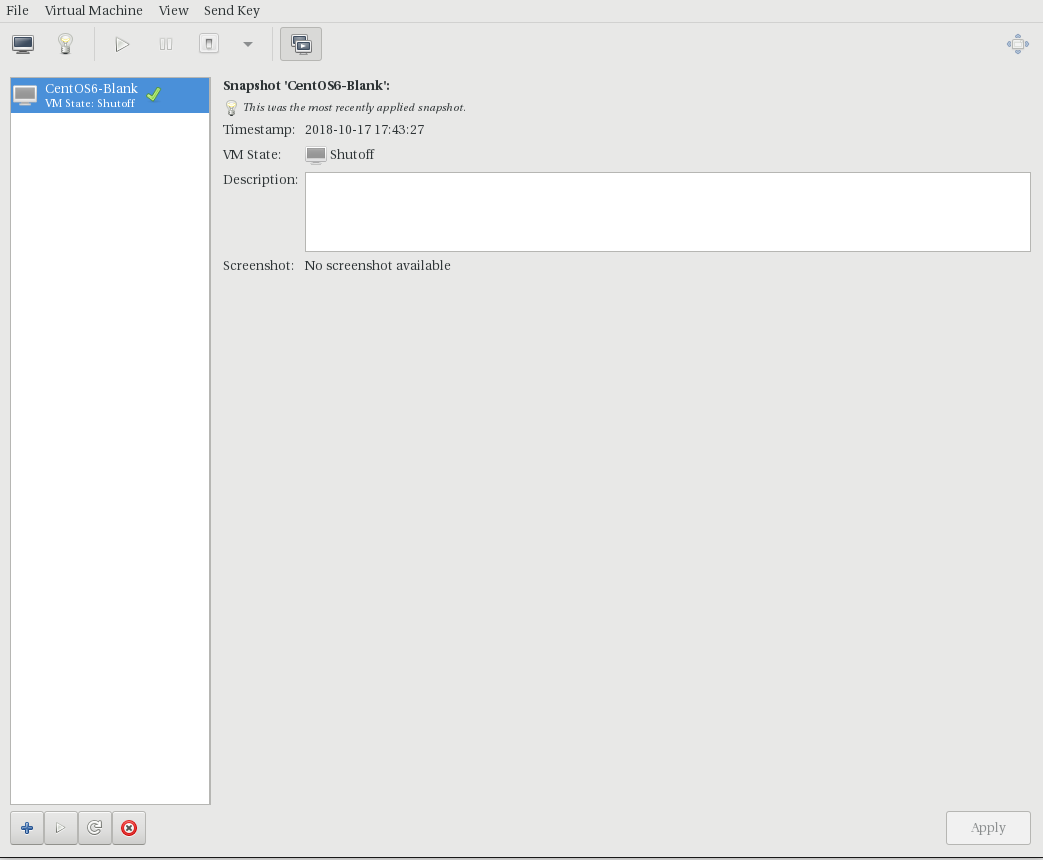 File Virtual Machine View Send Key
CentOS6-Blank
VM State: Shutoff
Snapshot 'CentOS6-Blank':
This was the most recently applied snapshot.
Timestamp: 2018-10-17 17:43:27
VM State: Shutoff
Description:
Screenshot: No screenshot available
Apply